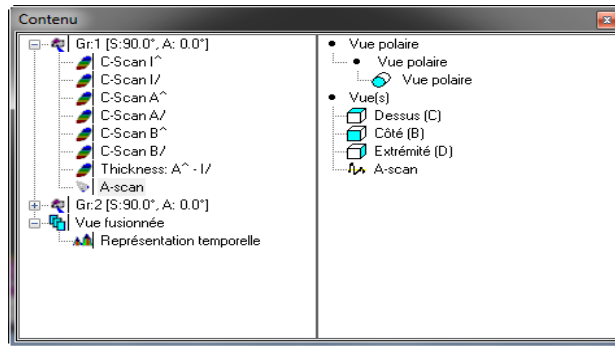 Contenu
Gr:1 [S:90.0°, A: 0.0°]
C-Scan I^
C-Scan I/
C-Scan A^
C-Scan A/
C-Scan B^
C-Scan B/
Thickness: A^ - I/
A-scan
Gr:2 [S:90.0°, A: 0.0°]
Vue fusionnée
Représentation temporelle
Vue polaire
Vue polaire
Vue polaire
Vue(s)
Dessus (C)
Côté (B)
Extrémité (D)
A-scan